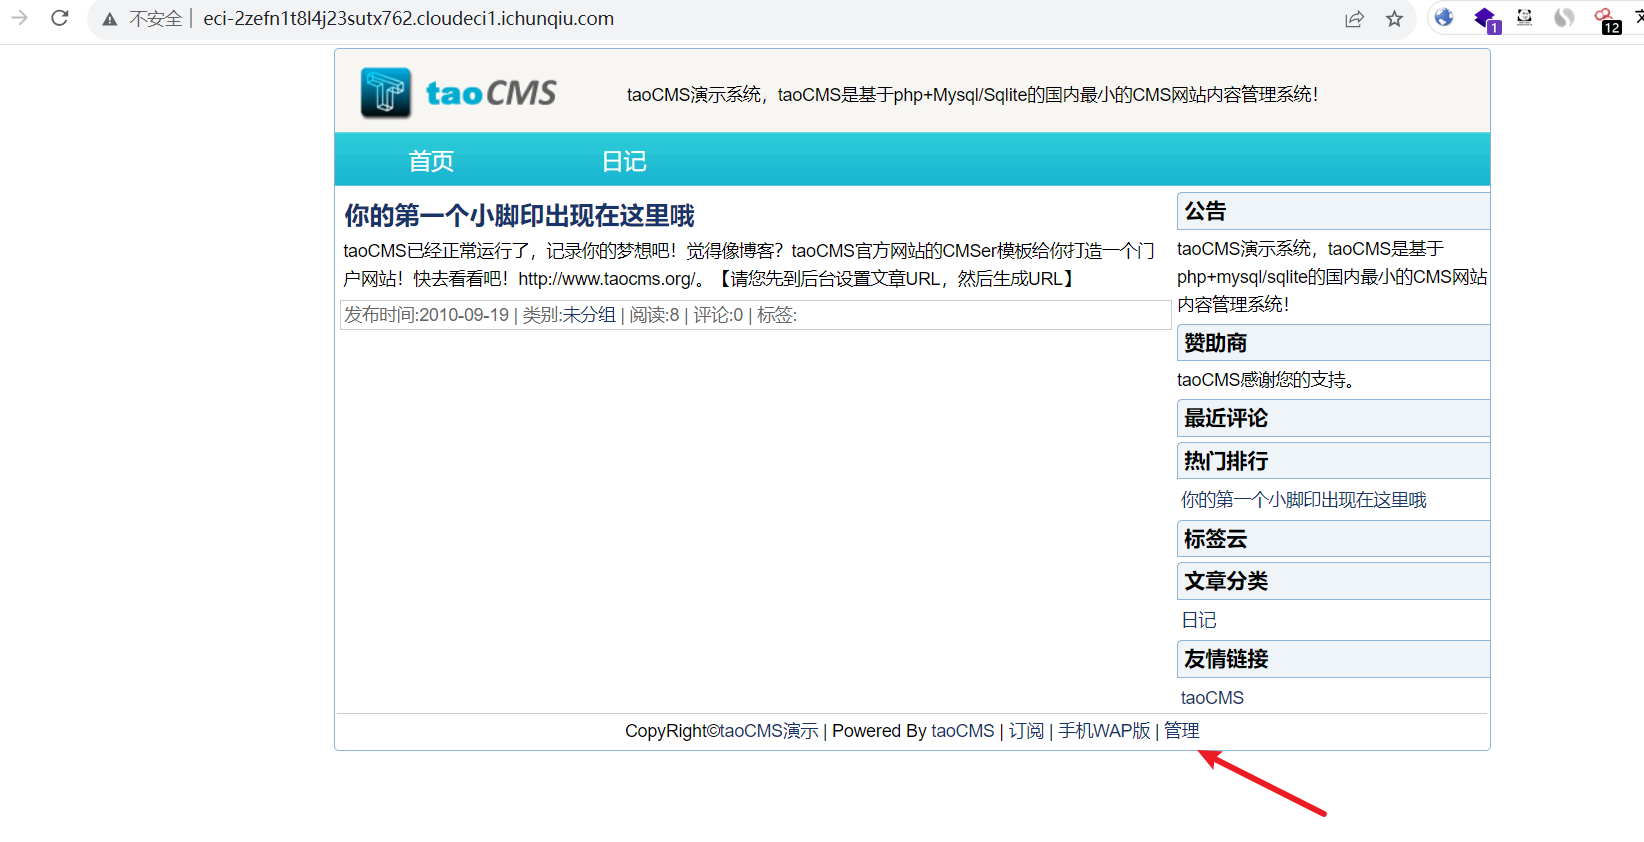 不安全 eci-2zefn1t8l4j23sutx762.cloudeci1.ichunqiu.com
1
12
taoCMS
taoCMS演示系统，taoCMS是基于php+Mysql/Sqlite的国内最小的CMS网站内容管理系统！
首页 日记
你的第一个小脚印出现在这里哦
taoCMS已经正常运行了，记录你的梦想吧！觉得像博客？taoCMS官方网站的CMSer模板给你打造一个门
户网站！快去看看吧！http://www.taocms.org/。【请您先到后台设置文章URL，然后生成URL】
发布时间:2010-09-19 | 类别:未分组 | 阅读:8 | 评论:0 | 标签:
公告
taoCMS演示系统，taoCMS是基于
php+mysql/sqlite的国内最小的CMS网站
内容管理系统！
赞助商
taoCMS感谢您的支持。
最近评论
热门排行
你的第一个小脚印出现在这里哦
标签云
文章分类
日记
友情链接
taoCMS
CopyRight©taoCMS演示 | Powered By taoCMS | 订阅 | 手机WAP版 | 管理